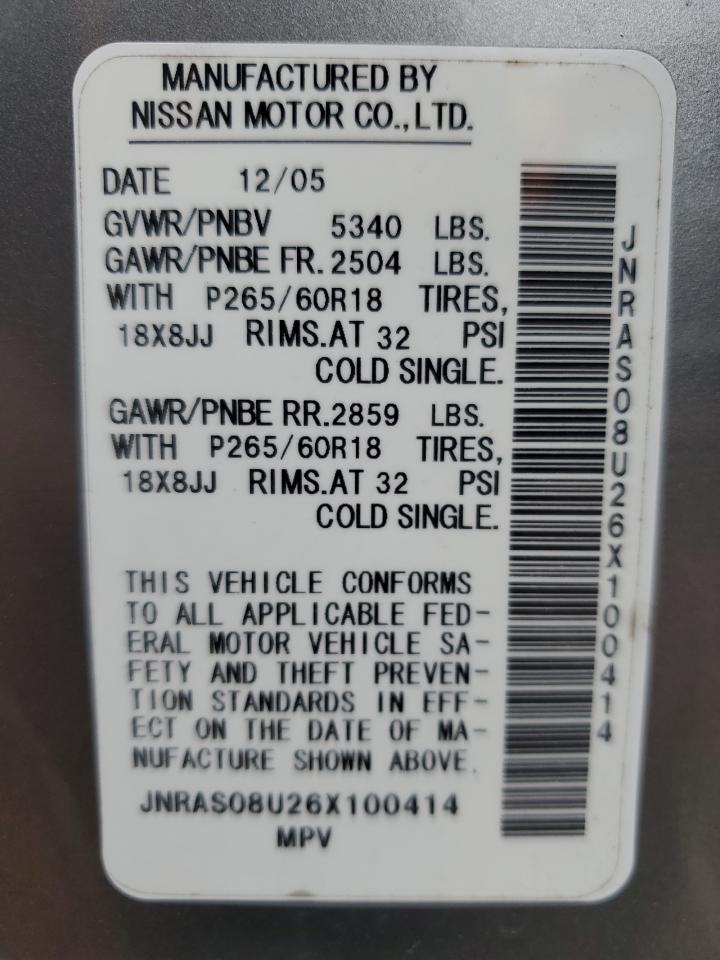 MANUFACTURED BY
NISSAN MOTOR CO., LTD.
DATE 12/05
GVWR/PNBV 5340 LBS.
GAWR/PNBE FR. 2504 LBS.
WITH P265/60R18 TIRES,
18X8JJ RIMS.AT 32 PSI
COLD SINGLE.
GAWR/PNBE RR. 2859 LBS.
WITH P265/60R18 TIRES,
18X8JJ RIMS.AT 32 PSI
COLD SINGLE.
THIS VEHICLE CONFORMS
TO ALL APPLICABLE FED-
ERAL MOTOR VEHICLE SA-
FETY AND THEFT PREVEN-
TION STANDARDS IN EFF-
ECT ON THE DATE OF MA-
NUFACTURE SHOWN ABOVE.
JNRAS08U26X100414
MPV
JNRAS08U26X100414